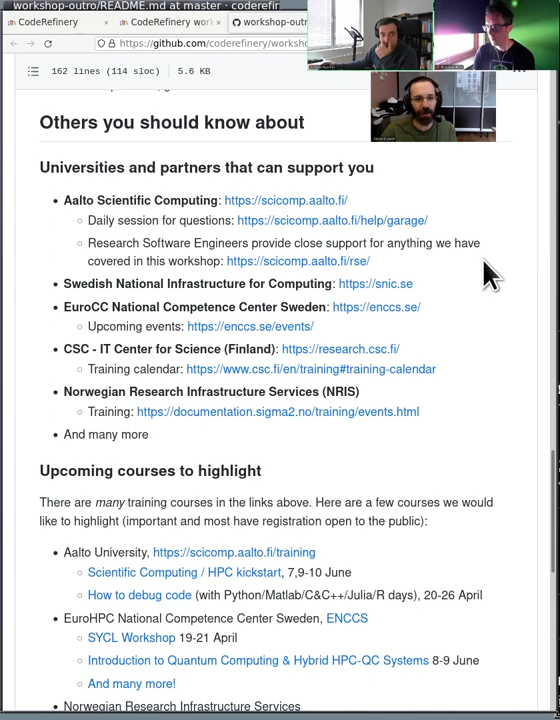 workshop-outro/README.md at master · coderefin
CodeRefinery ×
CodeRefinery work ×
workshop-outr
https://github.com/coderefinery/worksho
162 lines (114 sloc) 5.6 KB
Others you should know about
Universities and partners that can support you
• Aalto Scientific Computing: https://scicomp.aalto.fi/
◦ Daily session for questions: https://scicomp.aalto.fi/help/garage/
◦ Research Software Engineers provide close support for anything we have
covered in this workshop: https://scicomp.aalto.fi/rse/
• Swedish National Infrastructure for Computing: https://snic.se
• EuroCC National Competence Center Sweden: https://enccs.se/
◦ Upcoming events: https://enccs.se/events/
• CSC - IT Center for Science (Finland): https://research.csc.fi/
◦ Training calendar: https://www.csc.fi/en/training#training-calendar
• Norwegian Research Infrastructure Services (NRIS)
◦ Training: https://documentation.sigma2.no/training/events.html
• And many more
Upcoming courses to highlight
There are many training courses in the links above. Here are a few courses we would
like to highlight (important and most have registration open to the public):
• Aalto University, https://scicomp.aalto.fi/training
◦ Scientific Computing / HPC kickstart, 7,9-10 June
◦ How to debug code (with Python/Matlab/C&C++/Julia/R days), 20-26 April
• EuroHPC National Competence Center Sweden, ENCCS
◦ SYCL Workshop 19-21 April
◦ Introduction to Quantum Computing & Hybrid HPC-QC Systems 8-9 June
◦ And many more!
Norwegian Research Infrastructure Services